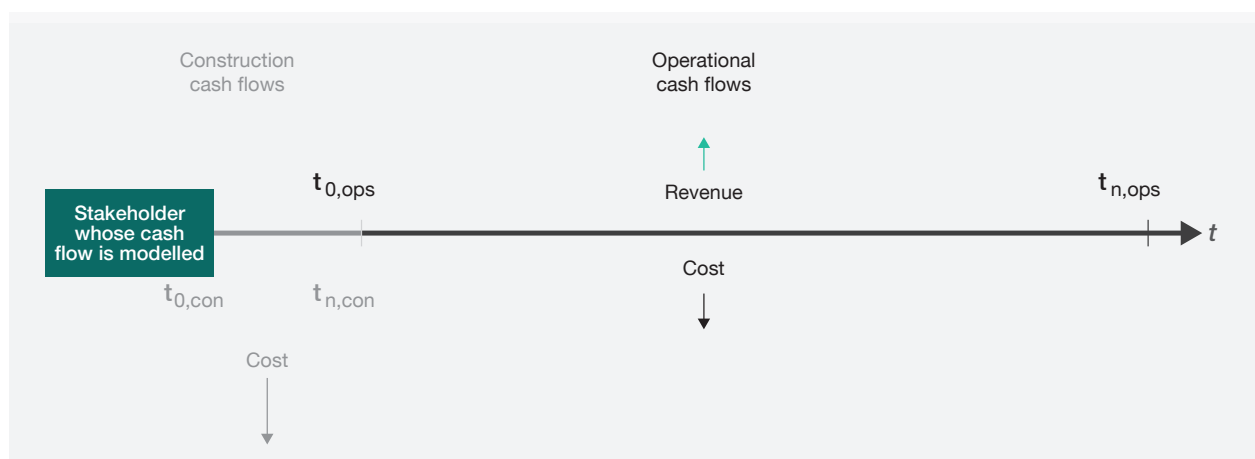 Construction
cash flows
Operational
cash flows
t0,ops
Revenue
tn,ops
Stakeholder
whose cash
flow is modelled
t
Cost
t0,con
tn,con
Cost